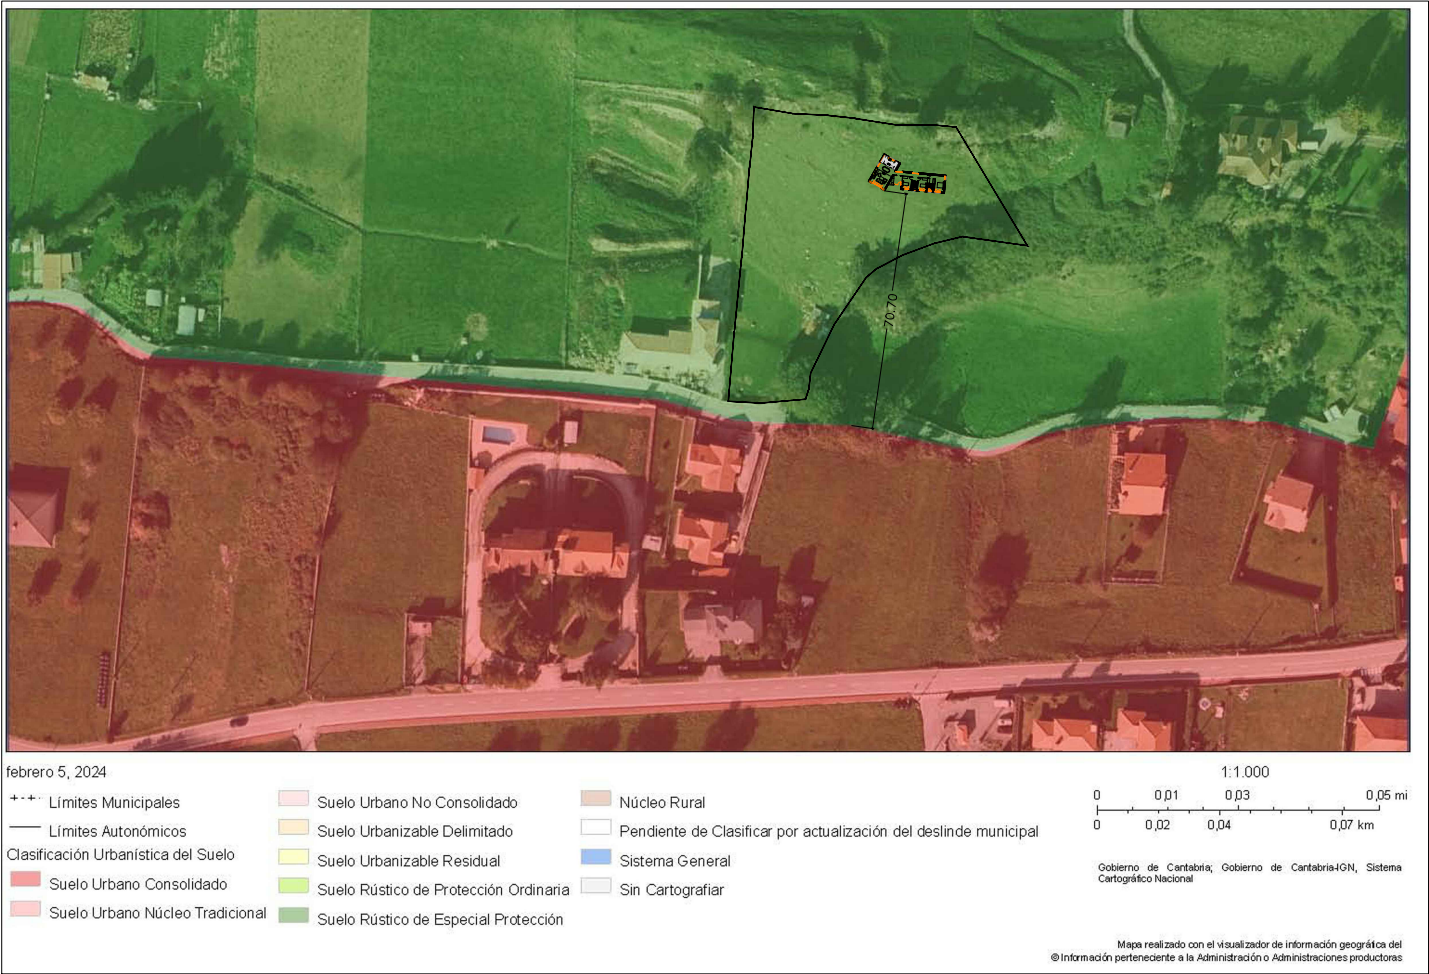 70.70
febrero 5, 2024
Límites Municipales
Límites Autonómicos
Clasificación Urbanística del Suelo
Suelo Urbano Consolidado
Suelo Urbano Núcleo Tradicional
Suelo Urbano No Consolidado
Suelo Urbanizable Delimitado
Suelo Urbanizable Residual
Suelo Rústico de Protección Ordinaria
Suelo Rústico de Especial Protección
Núcleo Rural
Pendiente de Clasificar por actualización del deslinde municipal
Sistema General
Sin Cartografiar
1:1.000
0 0,01 0,03 0,05 mi
0 0,02 0,04 0,07 km
Gobierno de Cantabria; Gobierno de Cantabria-IGN, Sistema
Cartográfico Nacional
Mapa realizado con el visualizador de información geográfica del
© Información perteneciente a la Administración o Administraciones productoras